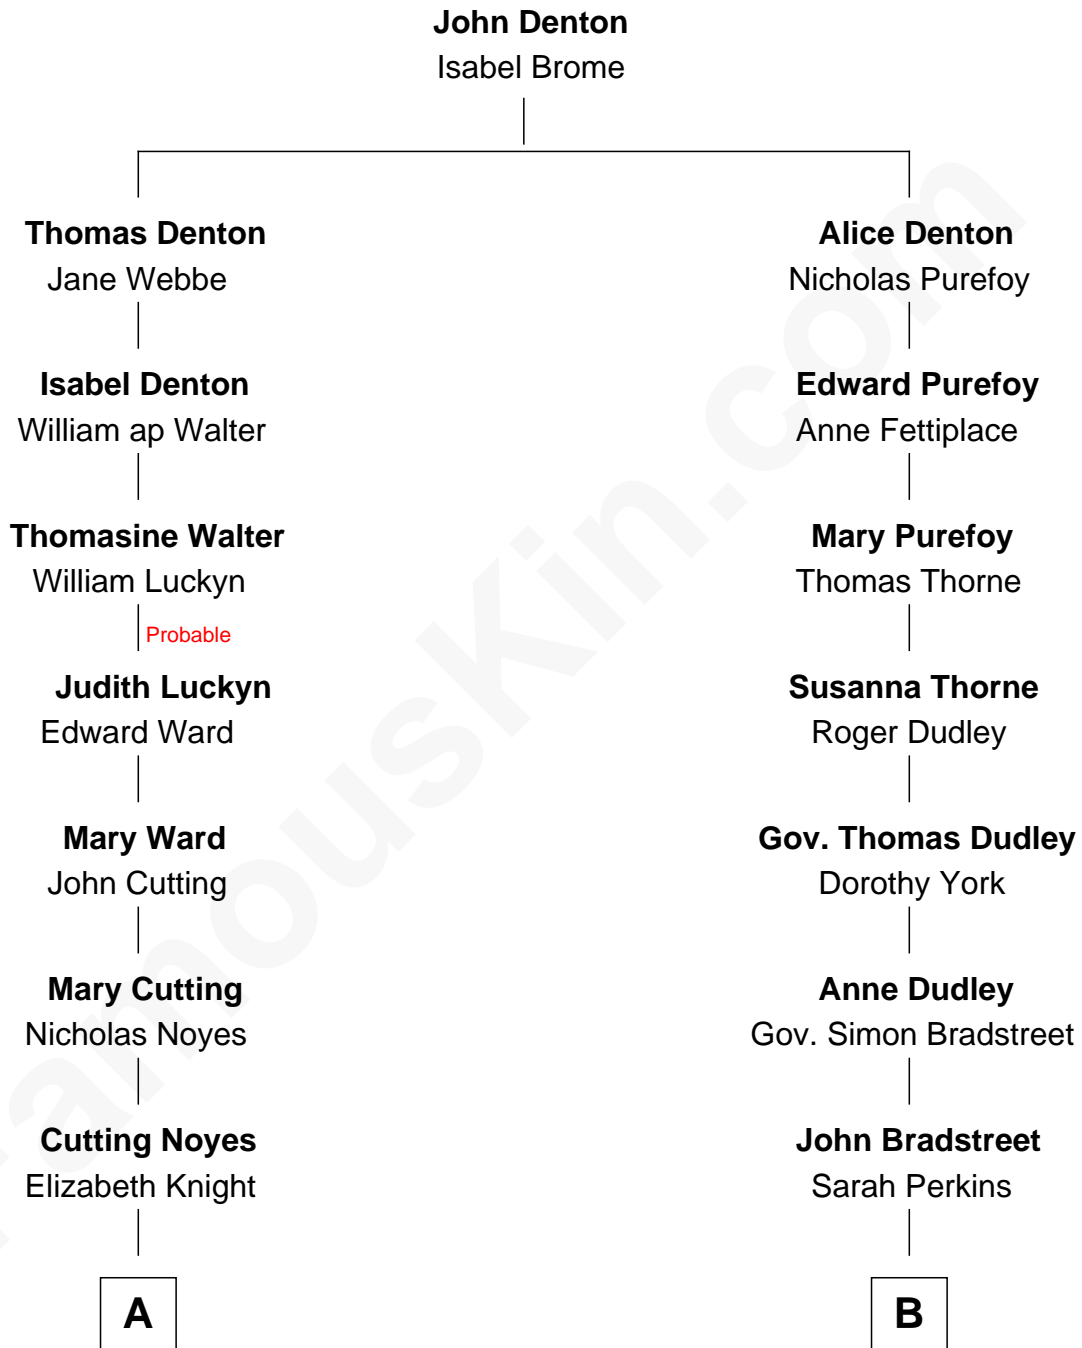 John Denton
Isabel Brome
Thomas Denton
Jane Webbe
Alice Denton
Nicholas Purefoy
Isabel Denton
William ap Walter
Edward Purefoy
Anne Fettiplace
Thomasine Walter
William Luckyn
Mary Purefoy
Thomas Thorne
Probable
Judith Luckyn
Edward Ward
Susanna Thorne
Roger Dudley
Mary Ward
John Cutting
Gov. Thomas Dudley
Dorothy York
Mary Cutting
Nicholas Noyes
Anne Dudley
Gov. Simon Bradstreet
Cutting Noyes
Elizabeth Knight
John Bradstreet
Sarah Perkins
A
B
FamousKin.com